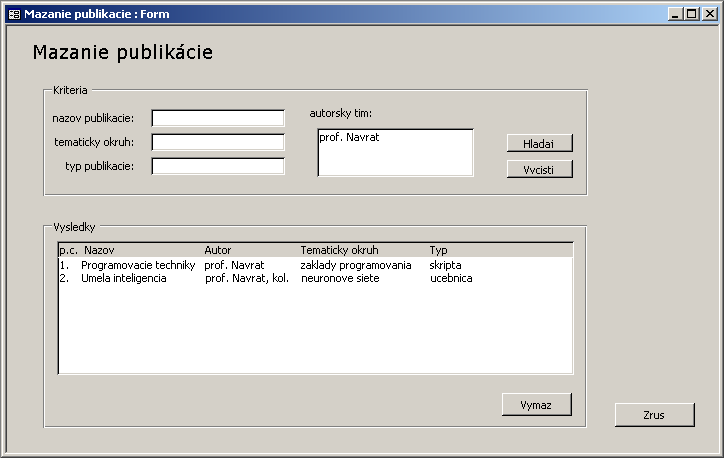 Mazanie publikacie : Form
Mazanie publikácie
Kriteria
nazov publikacie:
tematicky okruh:
typ publikacie:
autorsky tim:
prof. Navrat
Hladaj
Vycisti
Vysledky
p.c. Nazov Autor Tematicky okruh Typ
1. Programovacie techniky prof. Navrat zaklady programovania skripta
2. Umela inteligencia prof. Navrat, kol. neuronove siete ucebnica
Vymaz
Zrus